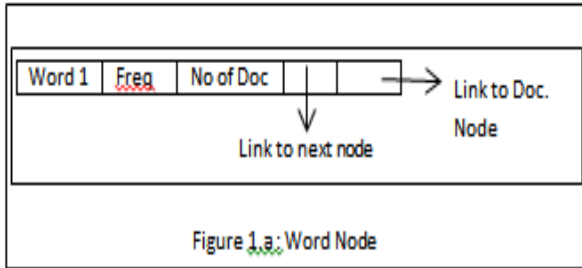 Word 1 Freq No of Doc
Link to Doc.
Node
Link to next node
Figure 1.a: Word Node